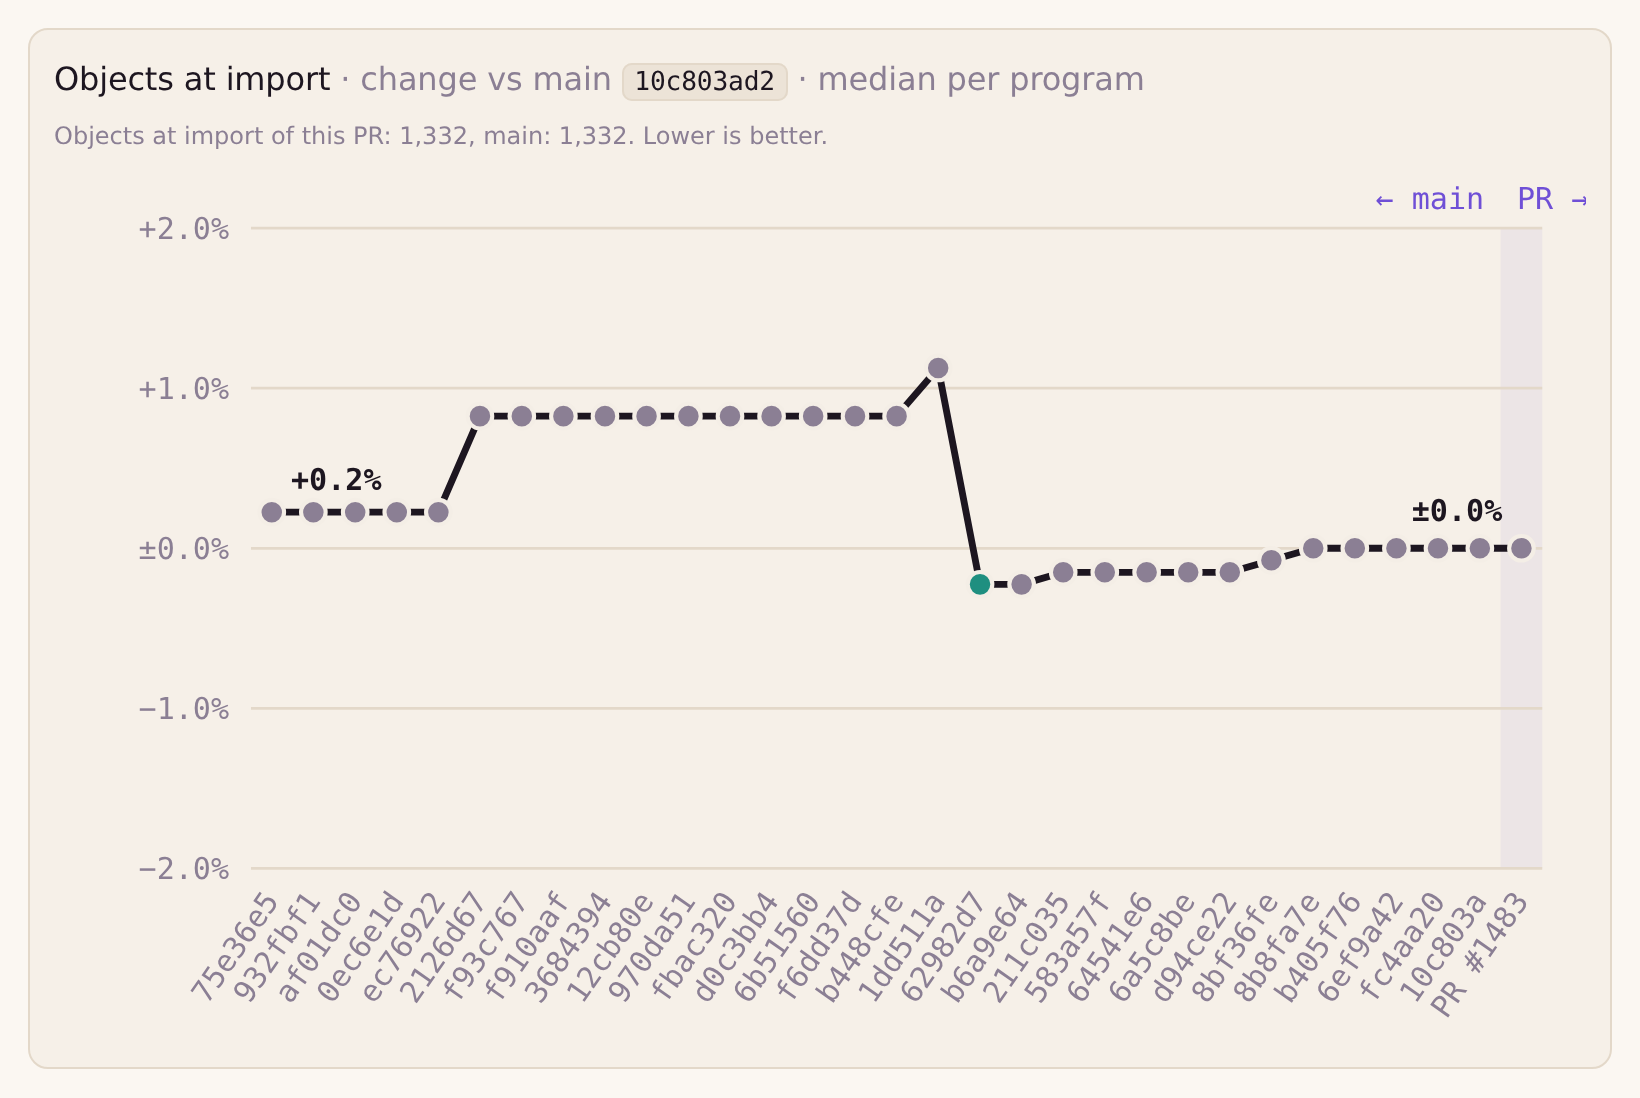 Objects at import · change vs main 10c803ad2 · median per program
Objects at import of this PR: 1,332, main: 1,332. Lower is better.
← main PR →
+2.0%
+1.0%
±0.0%
−1.0%
−2.0%
+0.2%
±0.0%
75e36e5
932fbf1
af01dc0
0ec6e1d
ec76922
2126d67
f93c767
f910aaf
3684394
12cb80e
970da51
fbac320
d0c3bb4
6b51560
f6dd37d
b448cfe
1dd511a
62982d7
b6a9e64
211c035
583a57f
64541e6
6a5c8be
d94ce22
8bf36fe
8b8fa7e
b405f76
6ef9a42
fc4aa20
10c803a
PR #1483